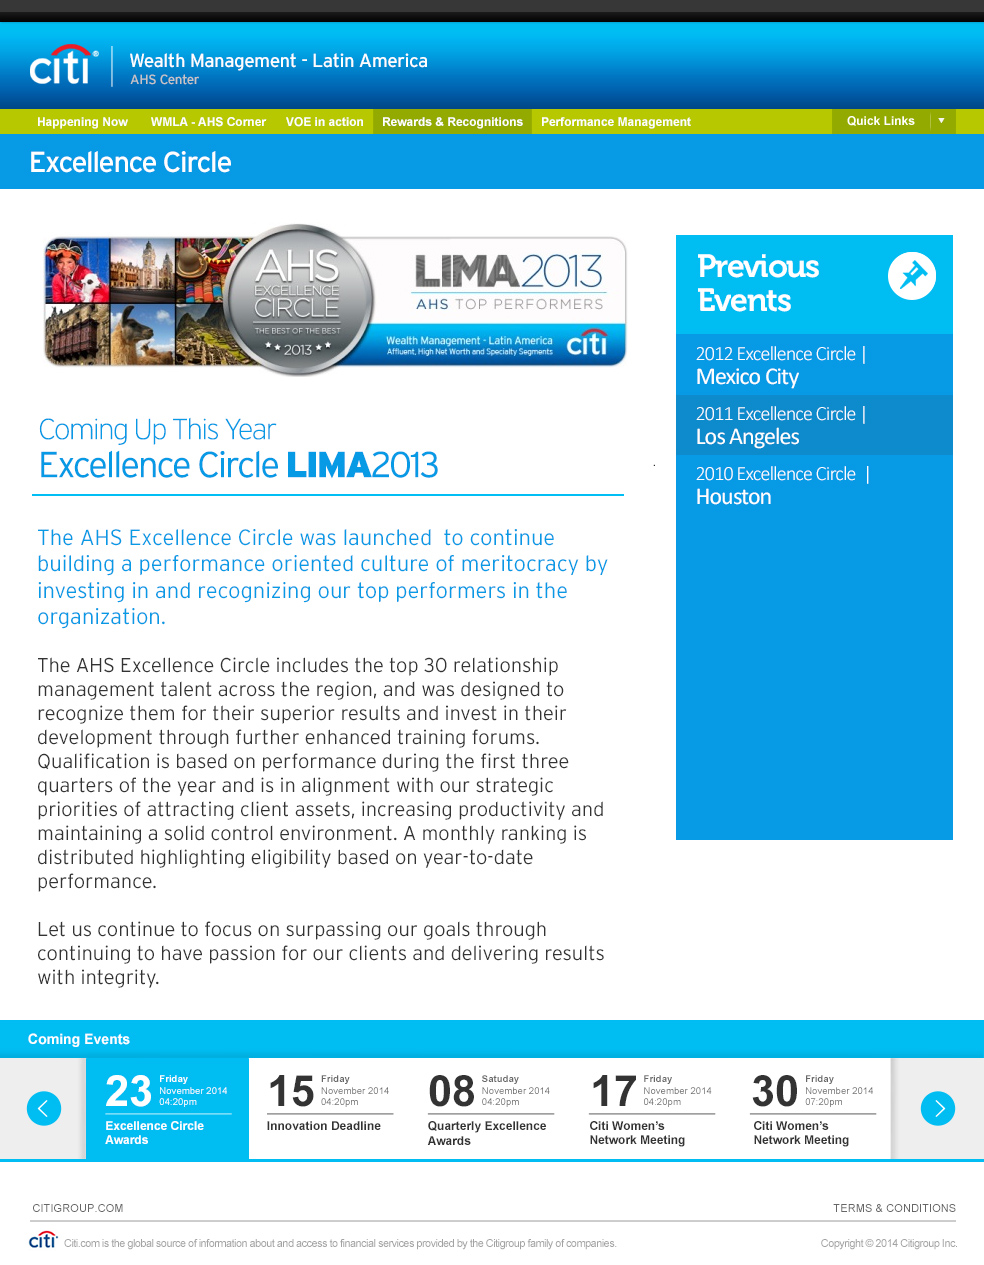 citi®
Wealth Management - Latin America
AHS Center
Happening Now WMLA - AHS Corner VOE in action Rewards & Recognitions Performance Management Quick Links
Excellence Circle
AHS
EXCELLENCE
CIRCLE
THE BEST OF THE BEST
2013
LIMA2013
AHS TOP PERFORMERS
Wealth Management - Latin America
Affluent, High Net Worth and Specialty Segments
citi
Previous
Events
2012 Excellence Circle |
Mexico City
2011 Excellence Circle |
Los Angeles
2010 Excellence Circle |
Houston
Coming Up This Year
Excellence Circle LIMA2013
The AHS Excellence Circle was launched to continue
building a performance oriented culture of meritocracy by
investing in and recognizing our top performers in the
organization.
The AHS Excellence Circle includes the top 30 relationship
management talent across the region, and was designed to
recognize them for their superior results and invest in their
development through further enhanced training forums.
Qualification is based on performance during the first three
quarters of the year and is in alignment with our strategic
priorities of attracting client assets, increasing productivity and
maintaining a solid control environment. A monthly ranking is
distributed highlighting eligibility based on year-to-date
performance.
Let us continue to focus on surpassing our goals through
continuing to have passion for our clients and delivering results
with integrity.
Coming Events
23
Friday
November 2014
04:20pm
Excellence Circle
Awards
15
Friday
November 2014
04:20pm
Innovation Deadline
08
Satuday
November 2014
04:20pm
Quarterly Excellence
Awards
17
Friday
November 2014
04:20pm
Citi Women's
Network Meeting
30
Friday
November 2014
07:20pm
Citi Women's
Network Meeting
CITIGROUP.COM TERMS & CONDITIONS
citi Citi.com is the global source of information about and access to financial services provided by the Citigroup family of companies. Copyright © 2014 Citigroup Inc.